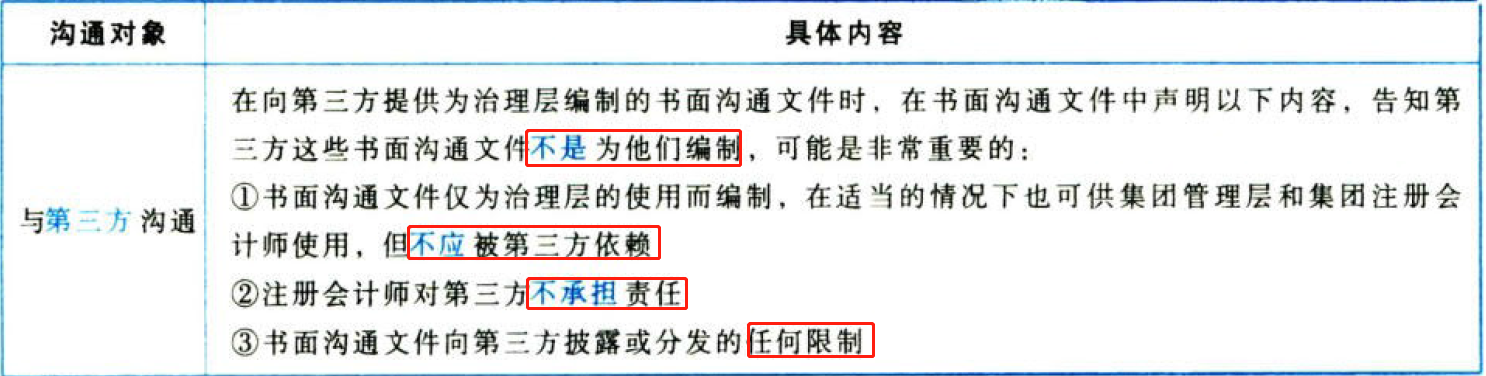 沟通对象
具体内容
与第三方沟通
在向第三方提供为治理层编制的书面沟通文件时，在书面沟通文件中声明以下内容，告知第
三方这些书面沟通文件不是为他们编制，可能是非常重要的：
①书面沟通文件仅为治理层的使用而编制，在适当的情况下也可供集团管理层和集团注册会
计师使用，但不应被第三方依赖
②注册会计师对第三方不承担责任
③书面沟通文件向第三方披露或分发的任何限制